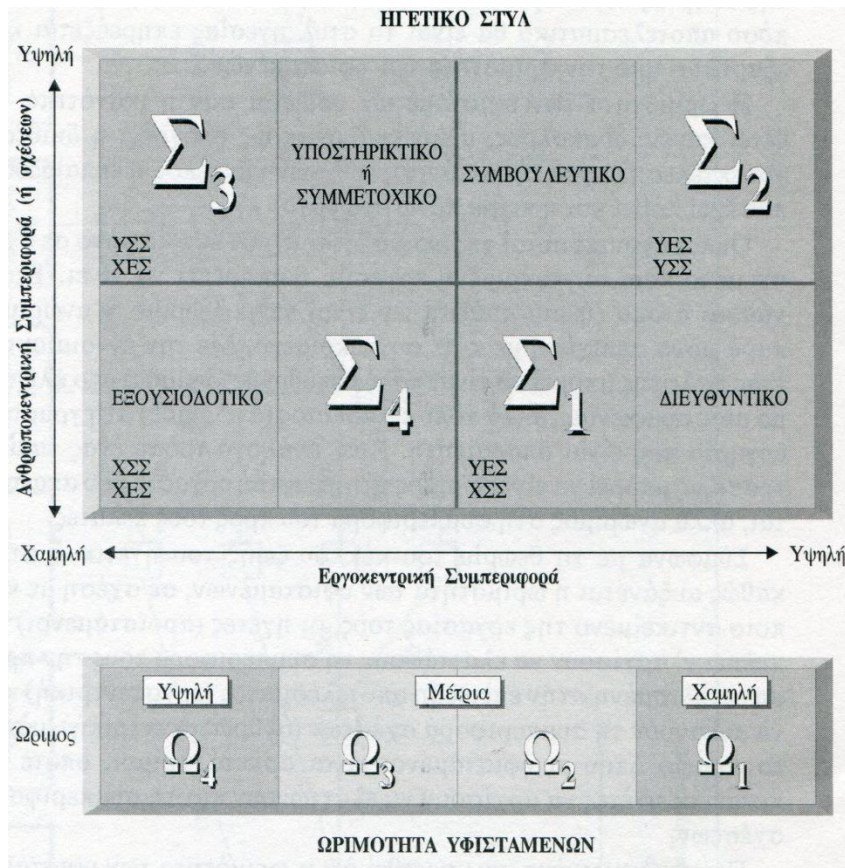 ΗΓΕΤΙΚΟ ΣΤΥΛ
Υψηλή
Ανθρωποκεντρική Συμπεριφορά (ή σχέσεων)
Σ3
ΥΠΟΣΤΗΡΙΚΤΙΚΟ
ή
ΣΥΜΜΕΤΟΧΙΚΟ
ΣΥΜΒΟΥΛΕΥΤΙΚΟ
Σ2
ΥΣΣ
ΧΕΣ
ΥΕΣ
ΥΣΣ
ΕΞΟΥΣΙΟΔΟΤΙΚΟ
Σ4
Σ1
ΔΙΕΥΘΥΝΤΙΚΟ
ΧΣΣ
ΧΕΣ
ΥΕΣ
ΧΣΣ
Χαμηλή
Υψηλή
Εργοκεντρική Συμπεριφορά
Υψηλή
Μέτρια
Χαμηλή
Ώριμος
Ω4
Ω3
Ω2
Ω1
ΩΡΙΜΟΤΗΤΑ ΥΦΙΣΤΑΜΕΝΩΝ